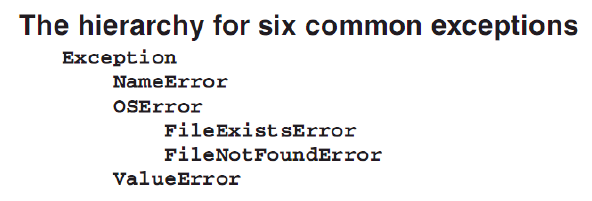 The hierarchy for six common exceptions
Exception
NameError
OSError
FileExistsError
FileNotFoundError
ValueError